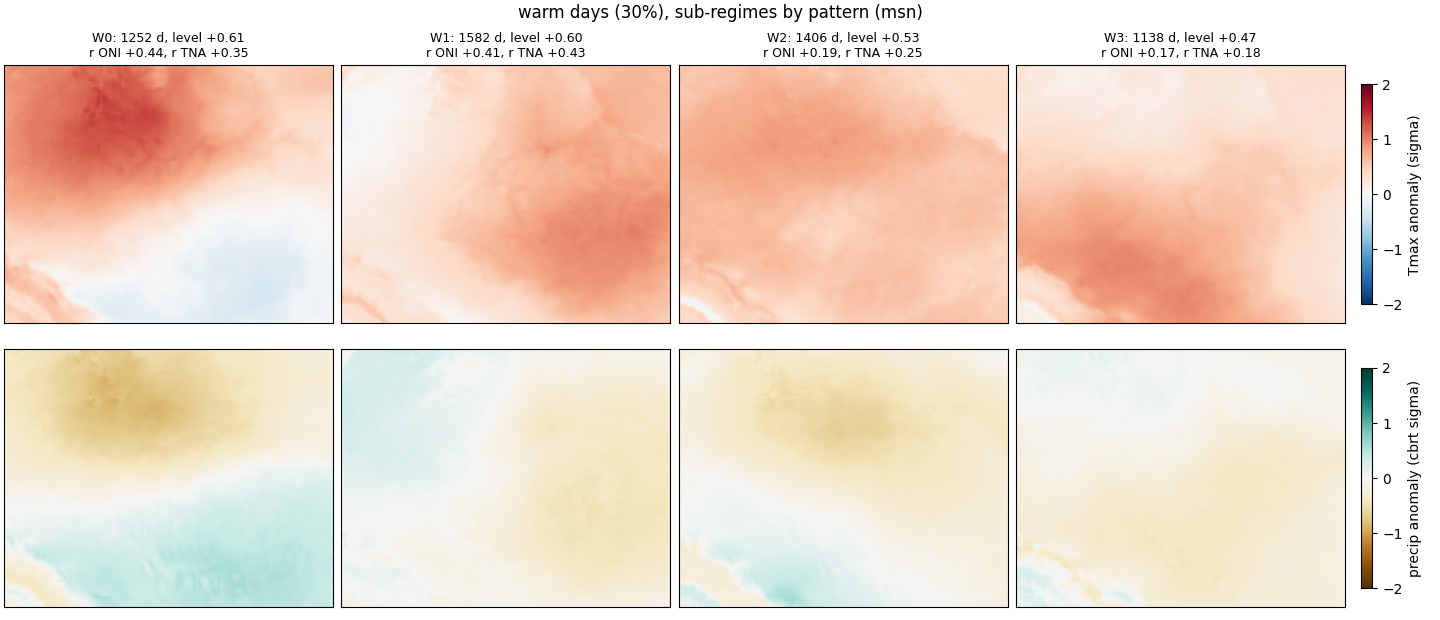 warm days (30%), sub-regimes by pattern (msn)
W0: 1252 d, level +0.61
r ONI +0.44, r TNA +0.35
W1: 1582 d, level +0.60
r ONI +0.41, r TNA +0.43
W2: 1406 d, level +0.53
r ONI +0.19, r TNA +0.25
W3: 1138 d, level +0.47
r ONI +0.17, r TNA +0.18
2
1
0
−1
−2
Tmax anomaly (sigma)
2
1
0
−1
−2
precip anomaly (cbrt sigma)